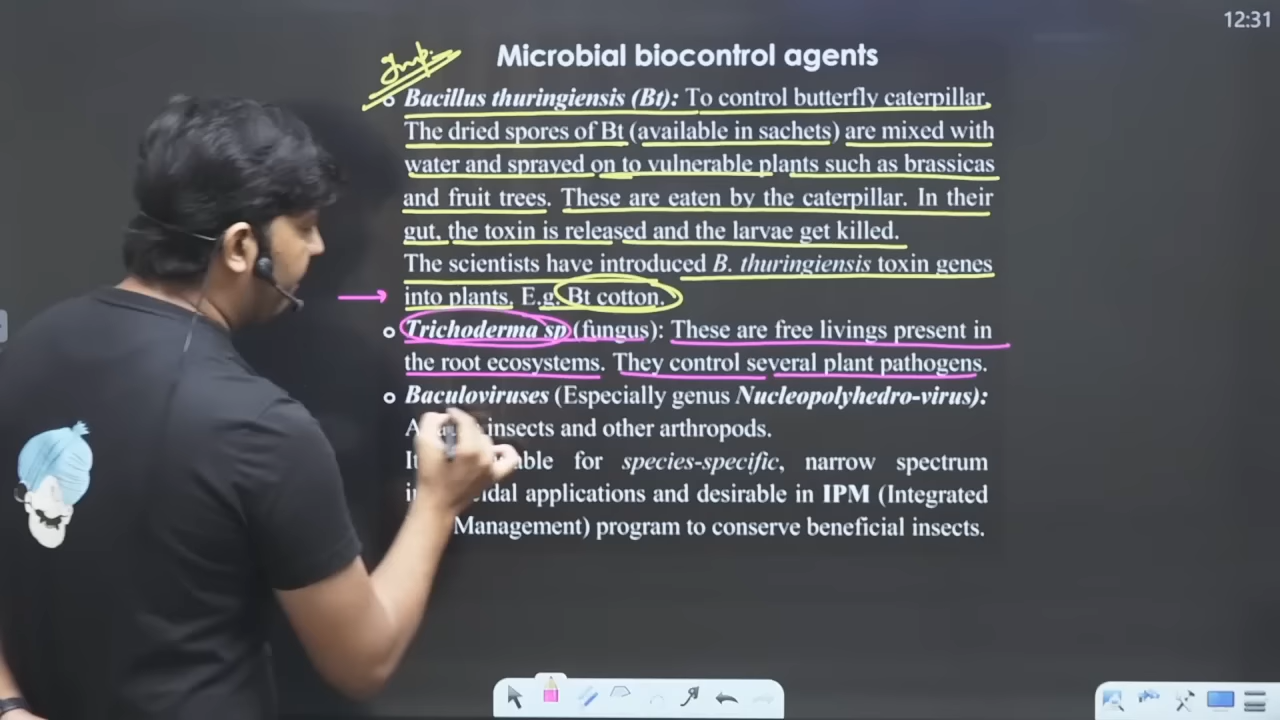 12:31
Imp.
Microbial biocontrol agents
Bacillus thuringiensis (Bt): To control butterfly caterpillar.
The dried spores of Bt (available in sachets) are mixed with
water and sprayed on to vulnerable plants such as brassicas
and fruit trees. These are eaten by the caterpillar. In their
gut, the toxin is released and the larvae get killed.
The scientists have introduced B. thuringiensis toxin genes
into plants. E.g. Bt cotton.
Trichoderma sp (fungus): These are free livings present in
the root ecosystems. They control several plant pathogens.
Baculoviruses (Especially genus Nucleopolyhedro-virus):
insects and other arthropods.
for species-specific, narrow spectrum
applications and desirable in IPM (Integrated
Management) program to conserve beneficial insects.